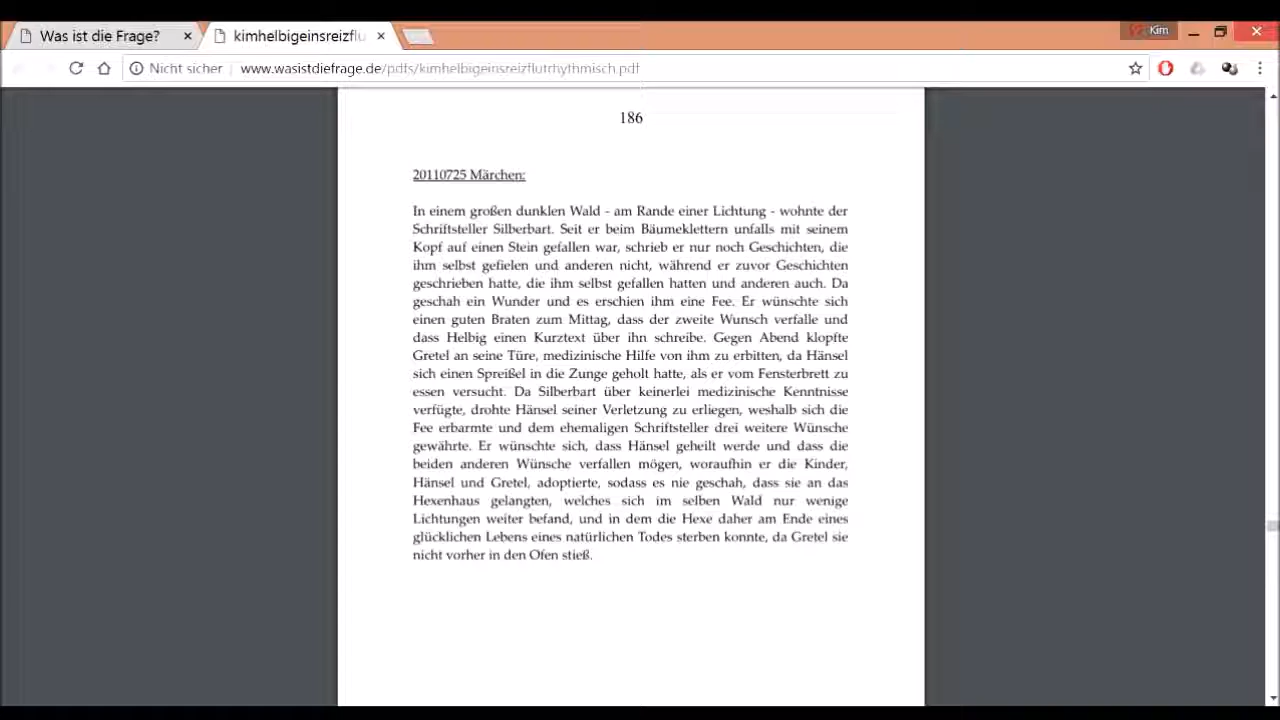 Was ist die Frage?
kimhelbigeinsreizflu
Kim
Nicht sicher
www.wasistdiefrage.de/pdfs/kimhelbigeinsreizflutrhythmisch.pdf
186
20110725 Märchen:
In einem großen dunklen Wald - am Rande einer Lichtung - wohnte der
Schriftsteller Silberbart. Seit er beim Bäumeklettern unfalls mit seinem
Kopf auf einen Stein gefallen war, schrieb er nur noch Geschichten, die
ihm selbst gefielen und anderen nicht, während er zuvor Geschichten
geschrieben hatte, die ihm selbst gefallen hatten und anderen auch. Da
geschah ein Wunder und es erschien ihm eine Fee. Er wünschte sich
einen guten Braten zum Mittag, dass der zweite Wunsch verfalle und
dass Helbig einen Kurztext über ihn schreibe. Gegen Abend klopfte
Gretel an seine Türe, medizinische Hilfe von ihm zu erbitten, da Hänsel
sich einen Spreißel in die Zunge geholt hatte, als er vom Fensterbrett zu
essen versucht. Da Silberbart über keinerlei medizinische Kenntnisse
verfügte, drohte Hänsel seiner Verletzung zu erliegen, weshalb sich die
Fee erbarmte und dem ehemaligen Schriftsteller drei weitere Wünsche
gewährte. Er wünschte sich, dass Hänsel geheilt werde und dass die
beiden anderen Wünsche verfallen mögen, woraufhin er die Kinder,
Hänsel und Gretel, adoptierte, sodass es nie geschah, dass sie an das
Hexenhaus gelangten, welches sich im selben Wald nur wenige
Lichtungen weiter befand, und in dem die Hexe daher am Ende eines
glücklichen Lebens eines natürlichen Todes sterben konnte, da Gretel sie
nicht vorher in den Ofen stieß.